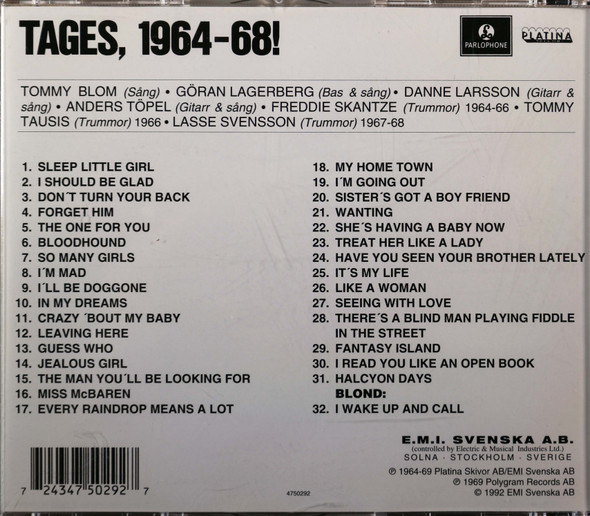 TAGES, 1964-68!
PARLOPHONE
PLATINA
TOMMY BLOM (Sång) • GÖRAN LAGERBERG (Bas & sång) • DANNE LARSSON (Gitarr &
sång) • ANDERS TÖPEL (Gitarr & sång) • FREDDIE SKANTZE (Trummor) 1964-66 • TOMMY
TAUSIS (Trummor) 1966 • LASSE SVENSSON (Trummor) 1967-68
1. SLEEP LITTLE GIRL
2. I SHOULD BE GLAD
3. DON´T TURN YOUR BACK
4. FORGET HIM
5. THE ONE FOR YOU
6. BLOODHOUND
7. SO MANY GIRLS
8. I´M MAD
9. I´LL BE DOGGONE
10. IN MY DREAMS
11. CRAZY ´BOUT MY BABY
12. LEAVING HERE
13. GUESS WHO
14. JEALOUS GIRL
15. THE MAN YOU´LL BE LOOKING FOR
16. MISS McBAREN
17. EVERY RAINDROP MEANS A LOT
18. MY HOME TOWN
19. I´M GOING OUT
20. SISTER´S GOT A BOY FRIEND
21. WANTING
22. SHE´S HAVING A BABY NOW
23. TREAT HER LIKE A LADY
24. HAVE YOU SEEN YOUR BROTHER LATELY
25. IT´S MY LIFE
26. LIKE A WOMAN
27. SEEING WITH LOVE
28. THERE´S A BLIND MAN PLAYING FIDDLE
IN THE STREET
29. FANTASY ISLAND
30. I READ YOU LIKE AN OPEN BOOK
31. HALCYON DAYS
BLOND:
32. I WAKE UP AND CALL
E.M.I. SVENSKA A.B.
(controlled by Electric & Musical Industries Ltd.)
SOLNA · STOCKHOLM · SVERIGE
℗ 1964-69 Platina Skivor AB/EMI Svenska AB
℗ 1969 Polygram Records AB
© 1992 EMI Svenska AB
7 24347 50292 7
4750292